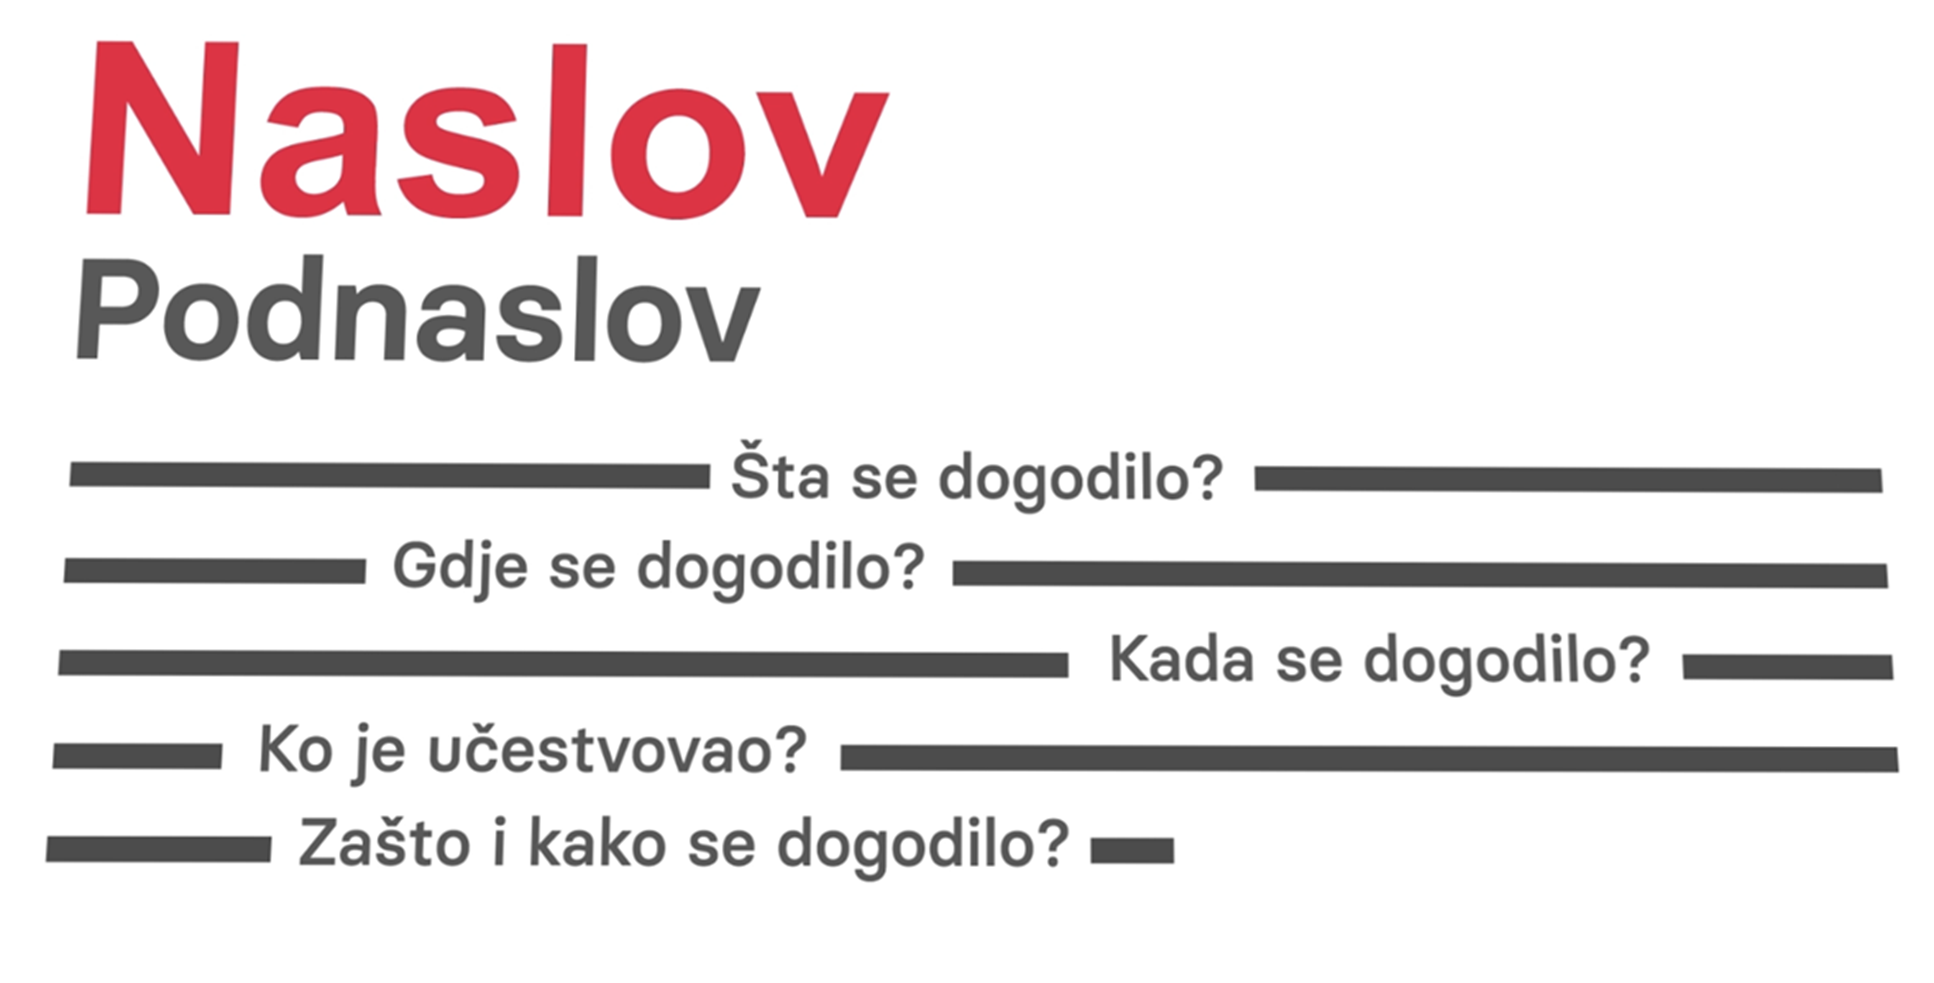 Naslov
Podnaslov
Šta se dogodilo?
Gdje se dogodilo?
Kada se dogodilo?
Ko je učestvovao?
Zašto i kako se dogodilo?